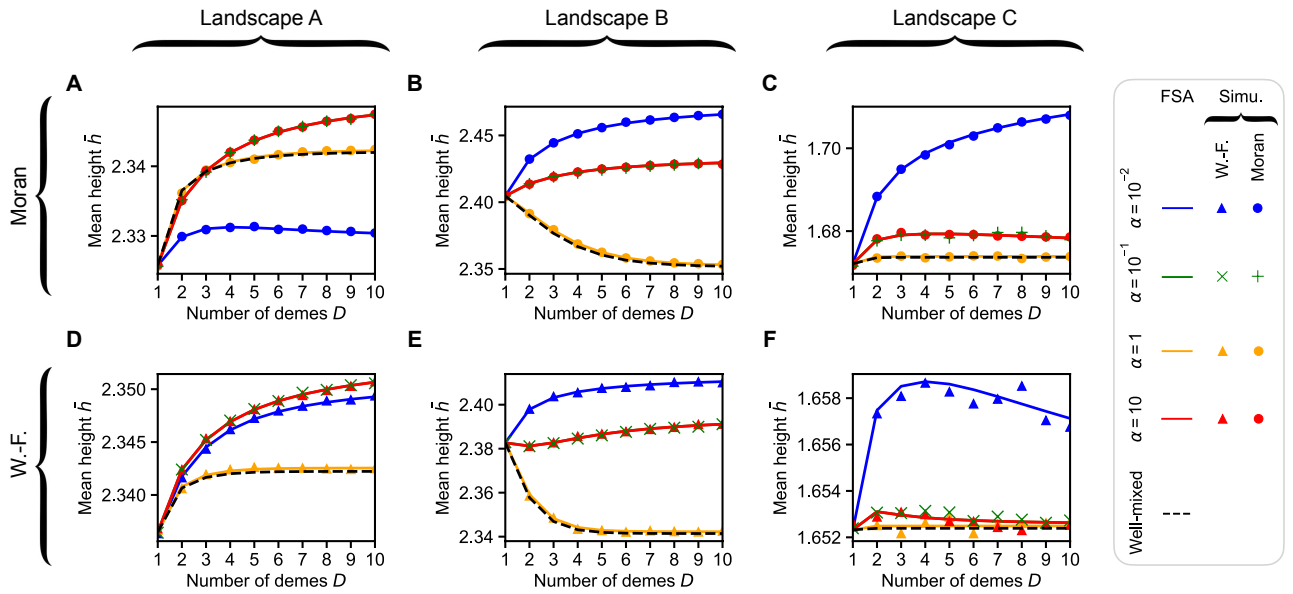 Landscape A
Landscape B
Landscape C
Moran
W.-F.
A
Mean height h̄
2.34
2.33
1 2 3 4 5 6 7 8 9 10
Number of demes D
B
Mean height h̄
2.45
2.40
2.35
1 2 3 4 5 6 7 8 9 10
Number of demes D
C
Mean height h̄
1.70
1.68
1 2 3 4 5 6 7 8 9 10
Number of demes D
D
Mean height h̄
2.350
2.345
2.340
1 2 3 4 5 6 7 8 9 10
Number of demes D
E
Mean height h̄
2.40
2.38
2.36
2.34
1 2 3 4 5 6 7 8 9 10
Number of demes D
F
Mean height h̄
1.658
1.656
1.654
1.652
1 2 3 4 5 6 7 8 9 10
Number of demes D
FSA Simu.
W.-F. Moran
α = 10⁻²
α = 10⁻¹
α = 1
α = 10
Well-mixed